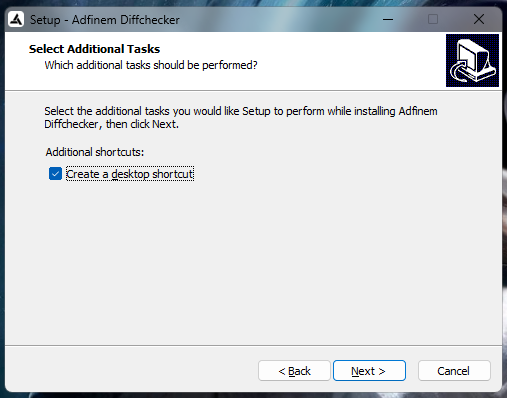 Setup - Adfinem Diffchecker
Select Additional Tasks
Which additional tasks should be performed?
Select the additional tasks you would like Setup to perform while installing Adfinem
Diffchecker, then click Next.
Additional shortcuts:
Create a desktop shortcut
< Back
Next >
Cancel